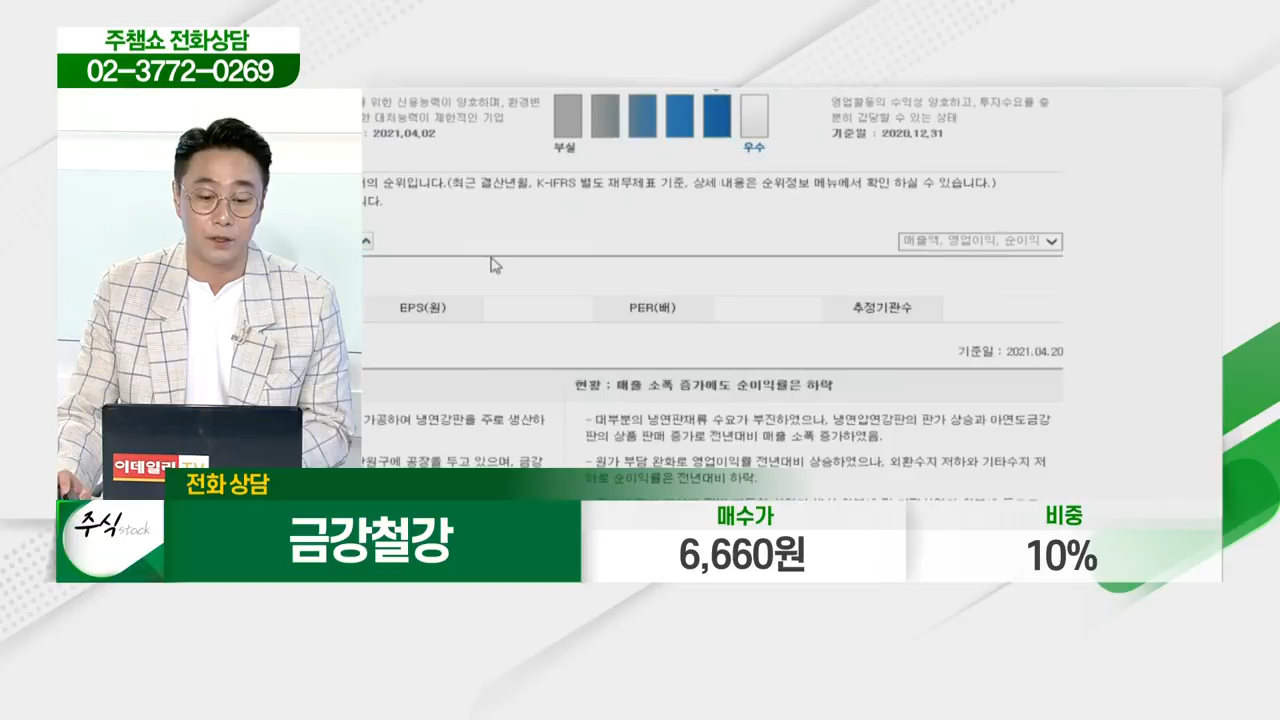 주챔쇼 전화상담
02-3772-0269
위한 신용능력이 양호하며, 환경변
한 대처능력이 제한적인 기업
: 2021.04.02
부실
우수
영업활동의 수익성 양호하고, 투자수요를 충
분히 감당할 수 있는 상태
기준일 : 2020.12.31
의 순위입니다.(최근 결산년월, K-IFRS 별도 재무제표 기준, 상세 내용은 순위정보 메뉴에서 확인 하실 수 있습니다.)
니다.
매출액, 영업이익, 순이익
EPS(원)
PER(배)
추정기관수
기준일 : 2021.04.20
현황 : 매출 소폭 증가에도 순이익률은 하락
가공하여 냉연강판을 주로 생산하
원구에 공장을 두고 있으며, 금강
- 대부분의 냉연판재류 수요가 부진하였으나, 냉연압연강판의 판가 상승과 아연도금강
판의 상품 판매 증가로 전년대비 매출 소폭 증가하였음.
- 원가 부담 완화로 영업이익률 전년대비 상승하였으나, 외환수지 저하와 기타수지 저
하로 순이익률은 전년대비 하락.
이데일리 TV
전화 상담
주식 stock
금강철강
매수가
6,660원
비중
10%